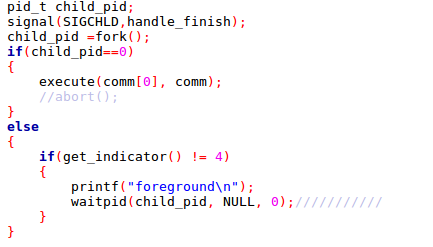 pid_t child_pid;
signal(SIGCHLD,handle_finish);
child_pid =fork();
if(child_pid==0)
{
    execute(comm[0], comm);
    //abort();
}
else
{
    if(get_indicator() != 4)
    {
        printf("foreground\n");
        waitpid(child_pid, NULL, 0);///////////
    }
}